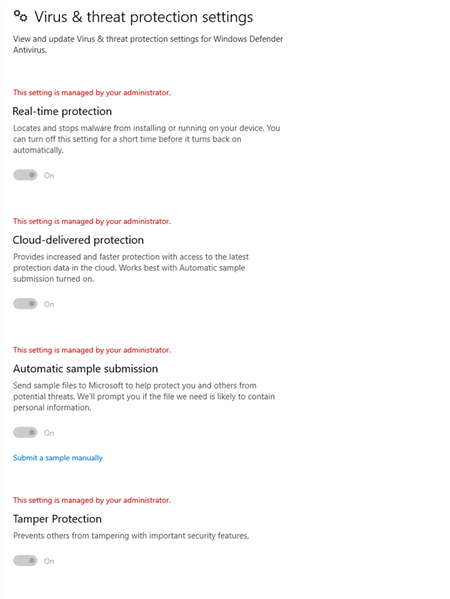 Virus & threat protection settings
View and update Virus & threat protection settings for Windows Defender
Antivirus.
This setting is managed by your administrator.
Real-time protection
Locates and stops malware from installing or running on your device. You
can turn off this setting for a short time before it turns back on
automatically.
On
This setting is managed by your administrator.
Cloud-delivered protection
Provides increased and faster protection with access to the latest
protection data in the cloud. Works best with Automatic sample
submission turned on.
On
This setting is managed by your administrator.
Automatic sample submission
Send sample files to Microsoft to help protect you and others from
potential threats. We'll prompt you if the file we need is likely to contain
personal information.
On
Submit a sample manually
This setting is managed by your administrator.
Tamper Protection
Prevents others from tampering with important security features.
On